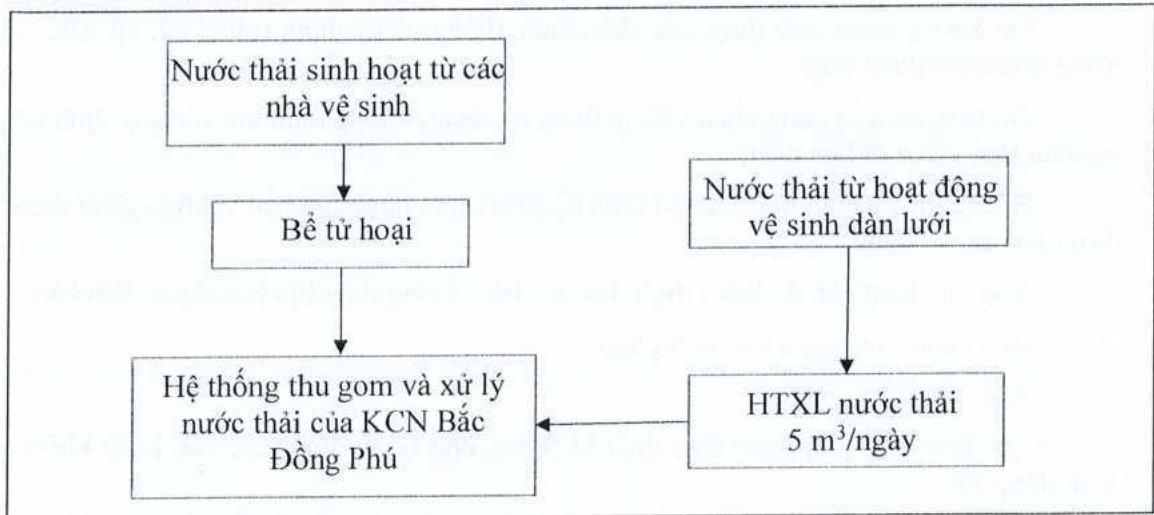 Nước thải sinh hoạt từ các
nhà vệ sinh
Bể tử hoại
Nước thải từ hoạt động
vệ sinh dàn lưới
Hệ thống thu gom và xử lý
nước thải của KCN Bắc
Đồng Phú
HTXL nước thải
5 m³/ngày